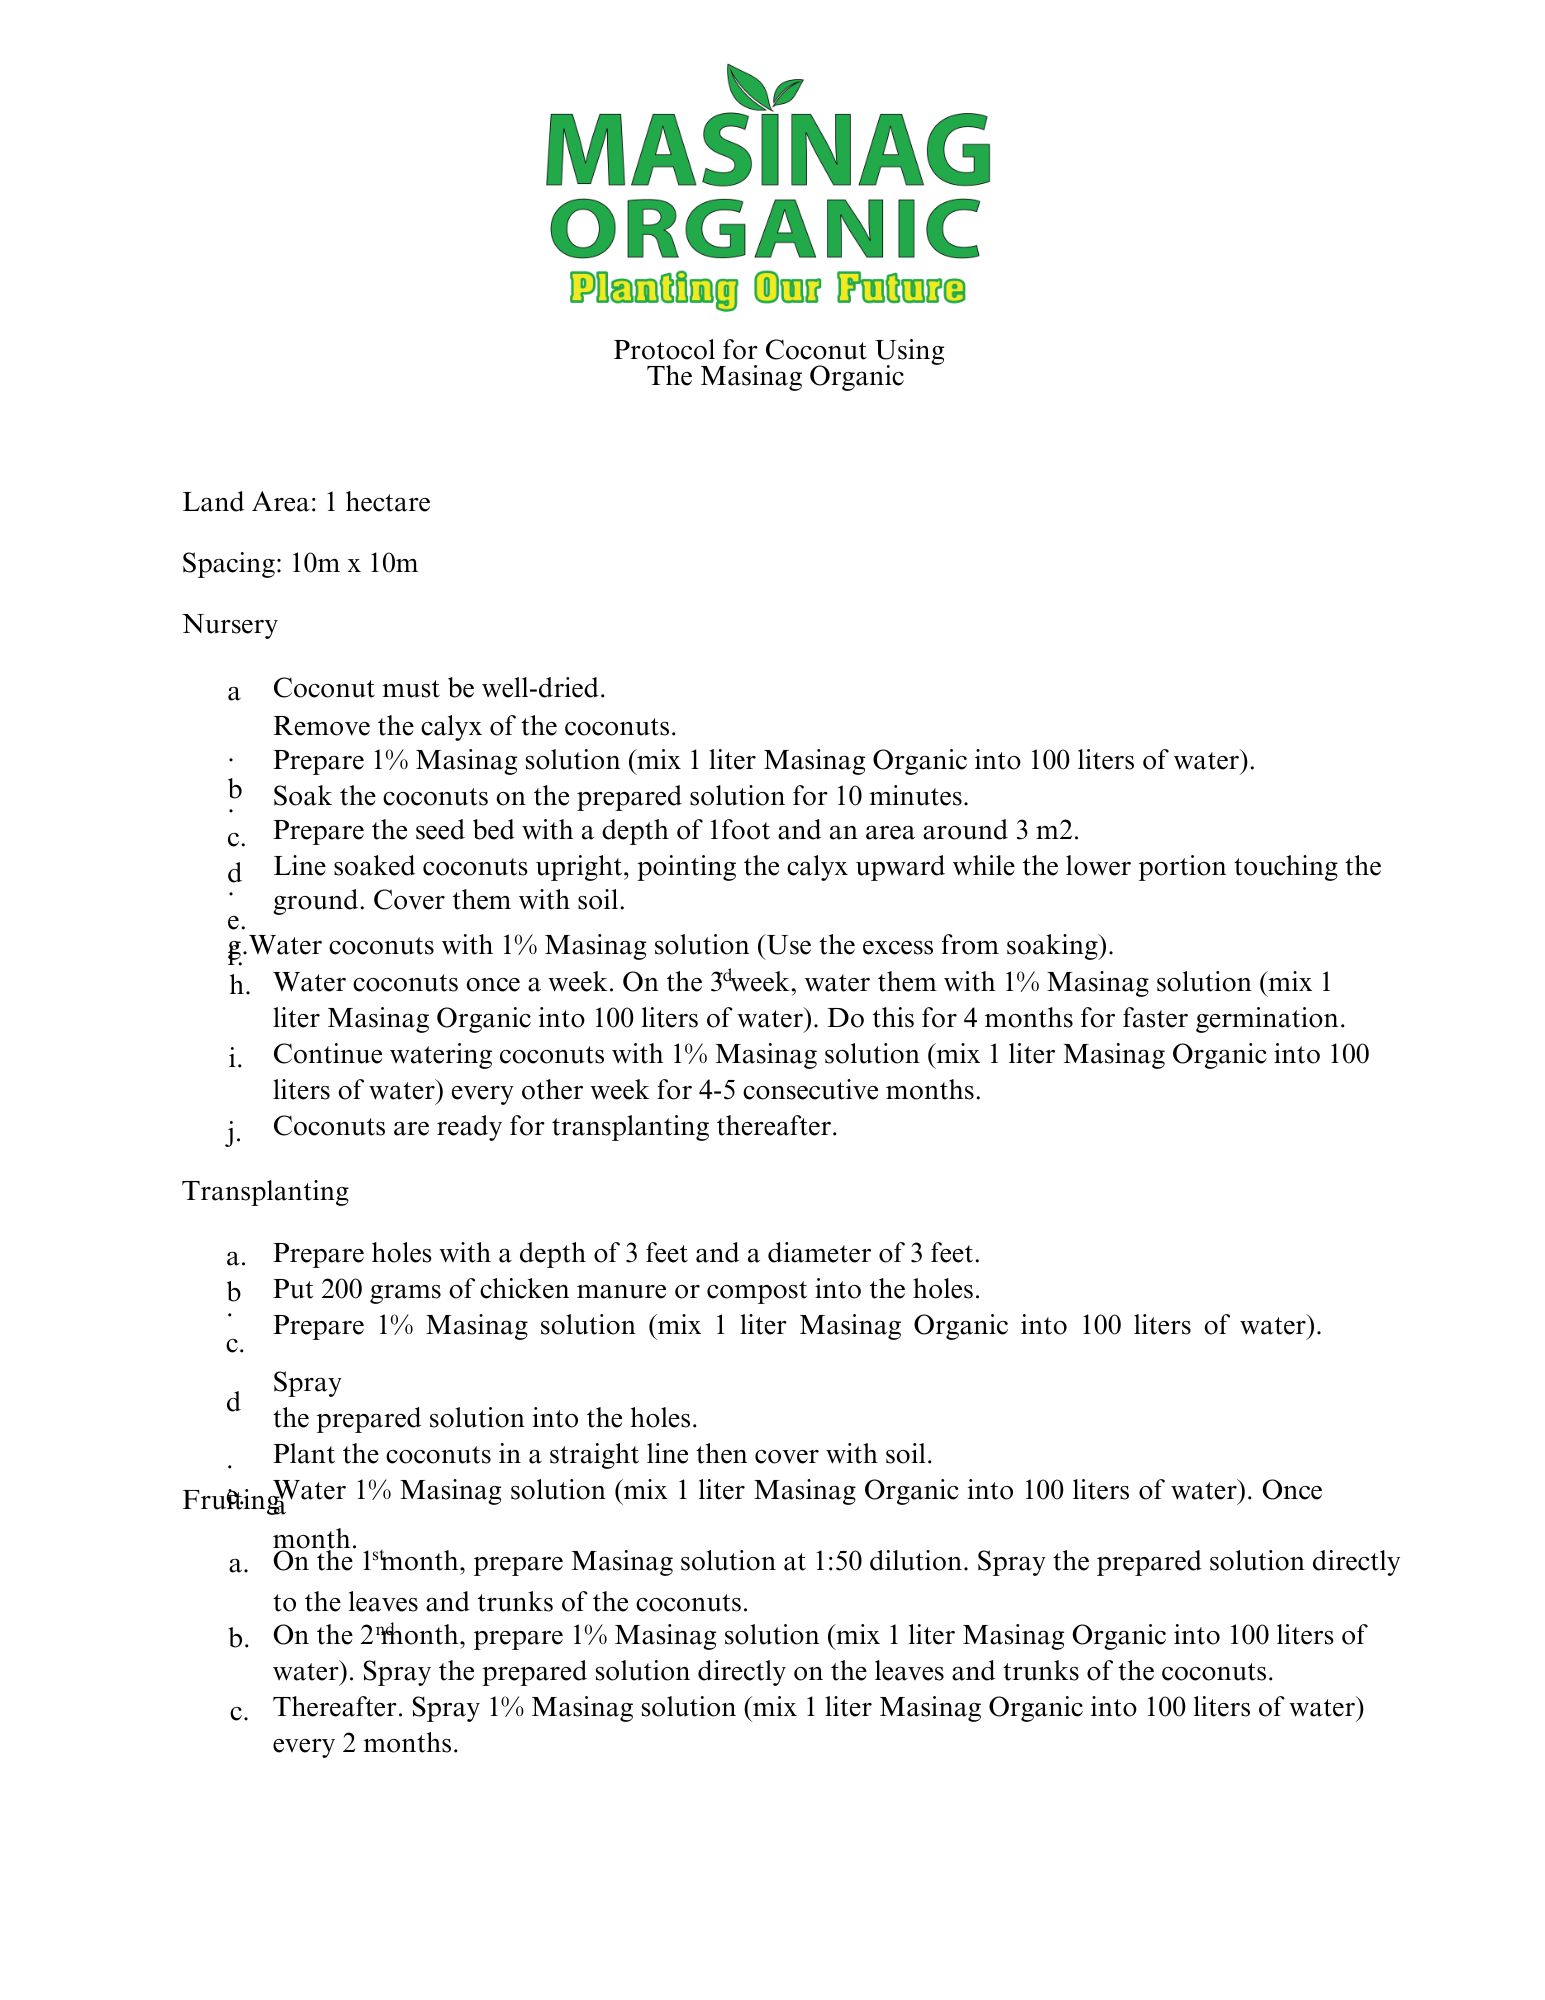 MASINAG
ORGANIC
Planting Our Future
Protocol for Coconut Using
The Masinag Organic
Land Area: 1 hectare
Spacing: 10m x 10m
Nursery
a. Coconut must be well-dried.
b. Remove the calyx of the coconuts.
c. Prepare 1% Masinag solution (mix 1 liter Masinag Organic into 100 liters of water).
d. Soak the coconuts on the prepared solution for 10 minutes.
e. Prepare the seed bed with a depth of 1foot and an area around 3 m2.
f. Line soaked coconuts upright, pointing the calyx upward while the lower portion touching the
ground. Cover them with soil.
g.Water coconuts with 1% Masinag solution (Use the excess from soaking).
h. Water coconuts once a week. On the 3rd week, water them with 1% Masinag solution (mix 1
liter Masinag Organic into 100 liters of water). Do this for 4 months for faster germination.
i. Continue watering coconuts with 1% Masinag solution (mix 1 liter Masinag Organic into 100
liters of water) every other week for 4-5 consecutive months.
j. Coconuts are ready for transplanting thereafter.
Transplanting
a. Prepare holes with a depth of 3 feet and a diameter of 3 feet.
b. Put 200 grams of chicken manure or compost into the holes.
c. Prepare 1% Masinag solution (mix 1 liter Masinag Organic into 100 liters of water).
Spray
the prepared solution into the holes.
d. Plant the coconuts in a straight line then cover with soil.
e. Water 1% Masinag solution (mix 1 liter Masinag Organic into 100 liters of water). Once
a
month.
Fruiting
a. On the 1st month, prepare Masinag solution at 1:50 dilution. Spray the prepared solution directly
to the leaves and trunks of the coconuts.
b. On the 2nd month, prepare 1% Masinag solution (mix 1 liter Masinag Organic into 100 liters of
water). Spray the prepared solution directly on the leaves and trunks of the coconuts.
c. Thereafter. Spray 1% Masinag solution (mix 1 liter Masinag Organic into 100 liters of water)
every 2 months.